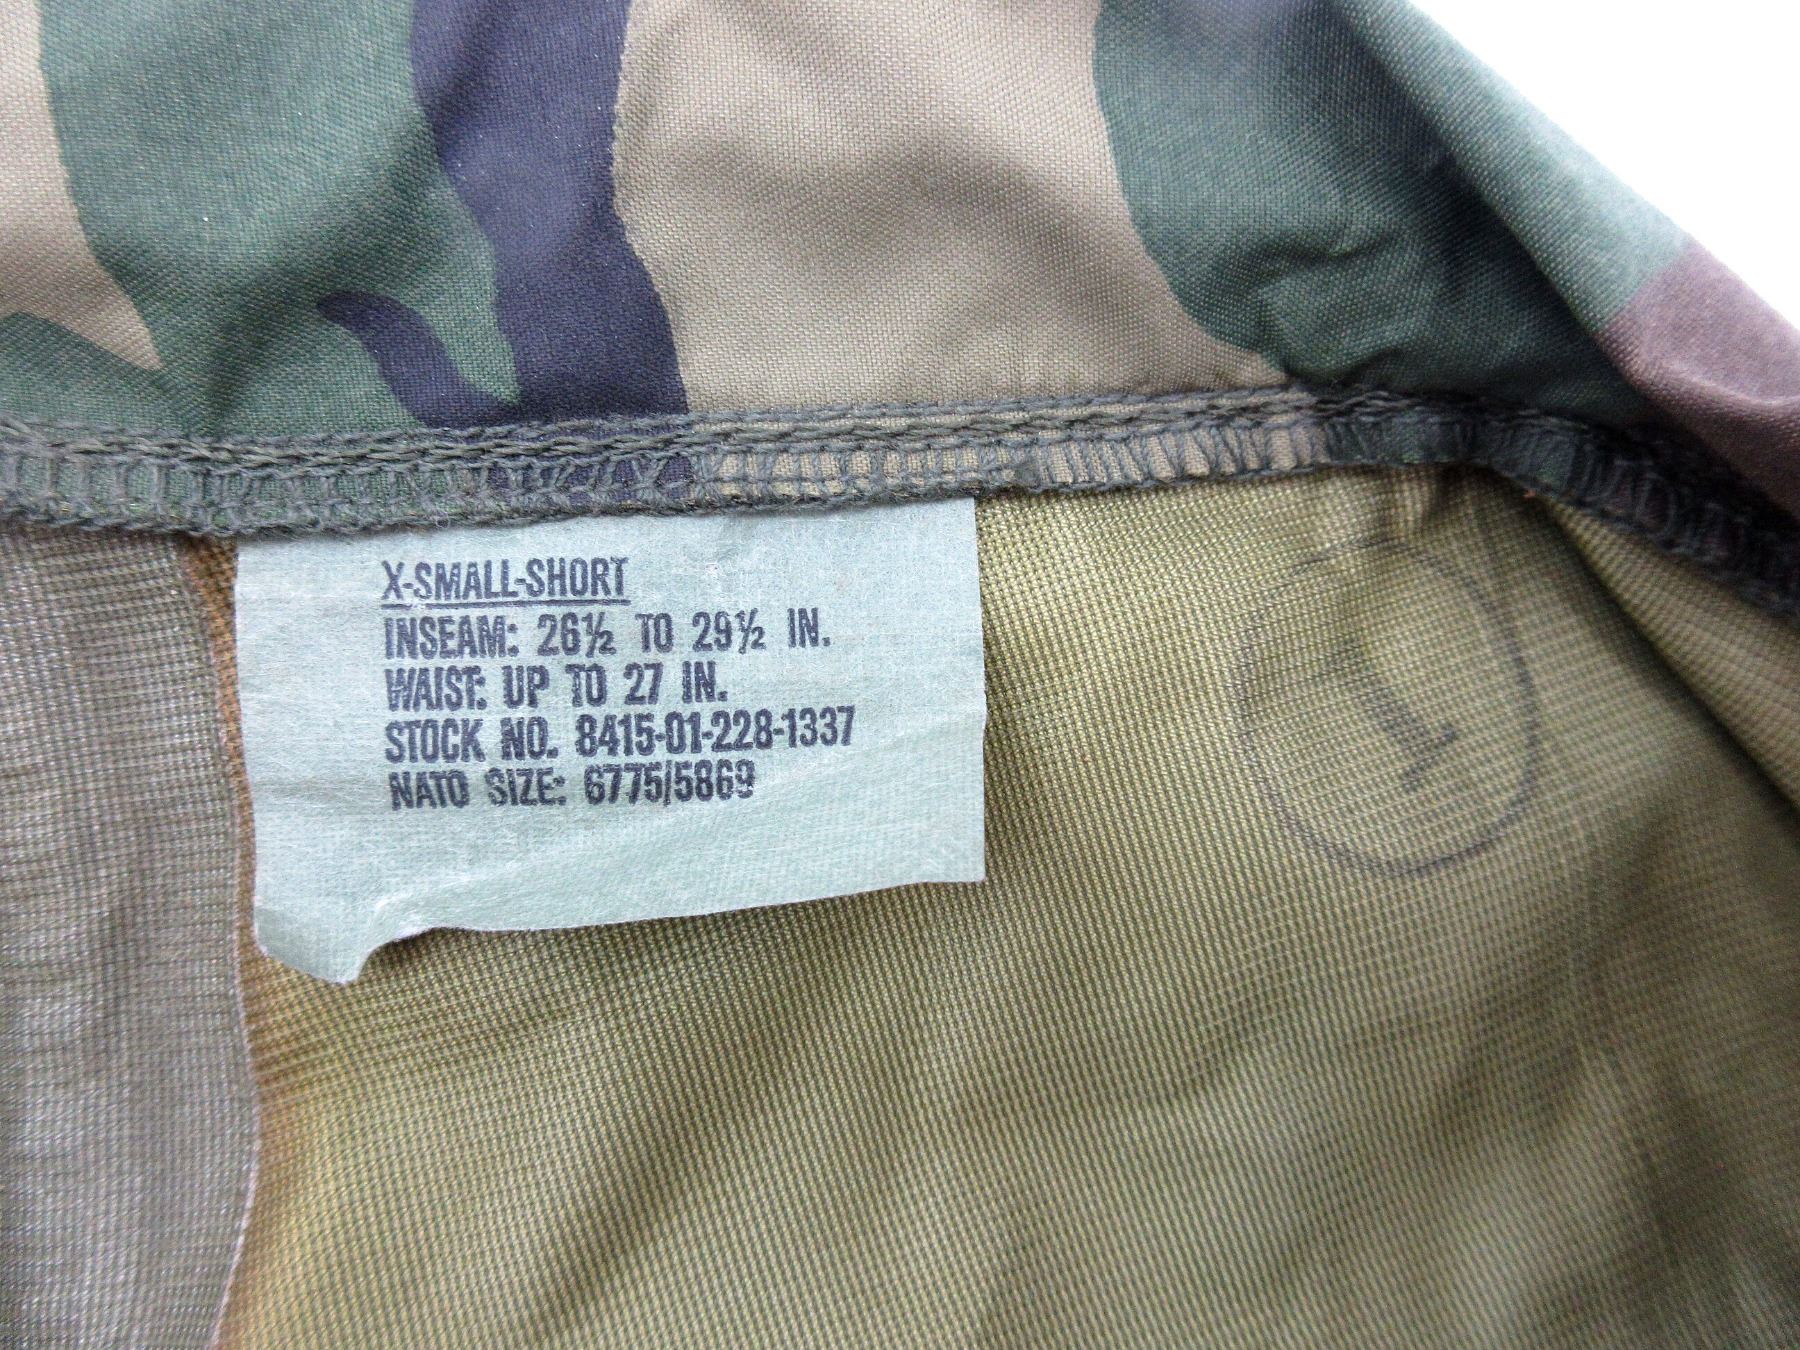 X-SMALL-SHORT
INSEAM: 26½ TO 29½ IN.
WAIST: UP TO 27 IN.
STOCK NO. 8415-01-228-1337
NATO SIZE: 6775/5869